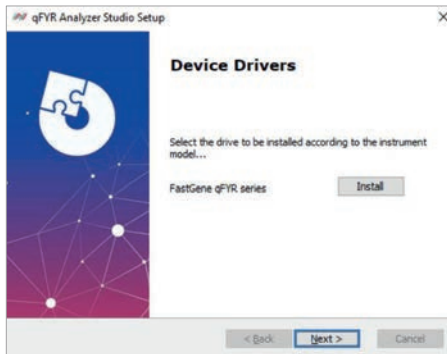 qFYR Analyzer Studio Setup
Device Drivers
Select the drive to be installed according to the instrument
model...
FastGene qFYR series
Install
< Back
Next >
Cancel